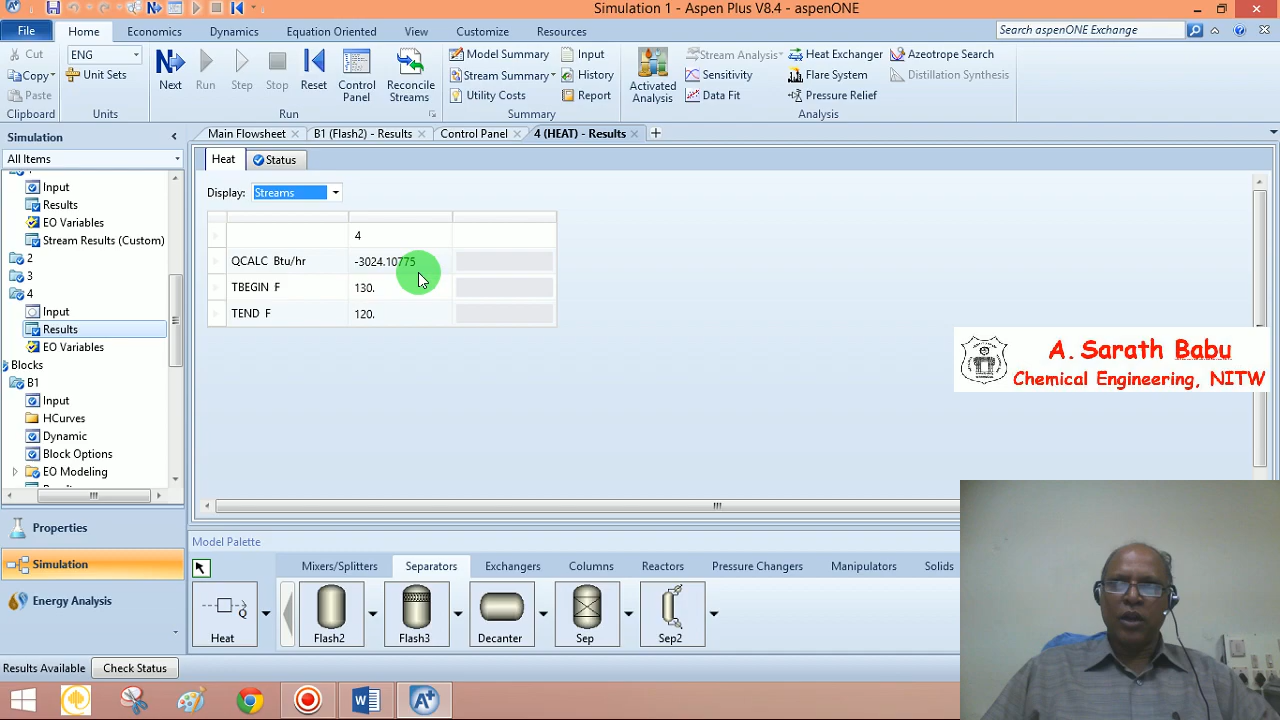 Simulation 1 - Aspen Plus V8.4 - aspenONE
File Home Economics Dynamics Equation Oriented View Customize Resources Search aspenONE Exchange
Cut ENG Model Summary Input Stream Analysis Heat Exchanger Azeotrope Search
Copy Unit Sets Stream Summary History Sensitivity Flare System Distillation Synthesis
Paste Utility Costs Report Data Fit Pressure Relief
Next Run Step Stop Reset Control Panel Reconcile Streams Activated Analysis
Clipboard Units Run Summary Analysis
Simulation
All Items
Main Flowsheet B1 (Flash2) - Results Control Panel 4 (HEAT) - Results
Heat Status
Display: Streams
4
QCALC Btu/hr -3024.10775
TBEGIN F 130.
TEND F 120.
Input
Results
EO Variables
Stream Results (Custom)
2
3
4
Input
Results
EO Variables
Blocks
B1
Input
HCurves
Dynamic
Block Options
EO Modeling
Properties
Simulation
Energy Analysis
A. Sarath Babu
Chemical Engineering, NITW
Model Palette
Mixers/Splitters Separators Exchangers Columns Reactors Pressure Changers Manipulators Solids
Heat Flash2 Flash3 Decanter Sep Sep2
Results Available Check Status